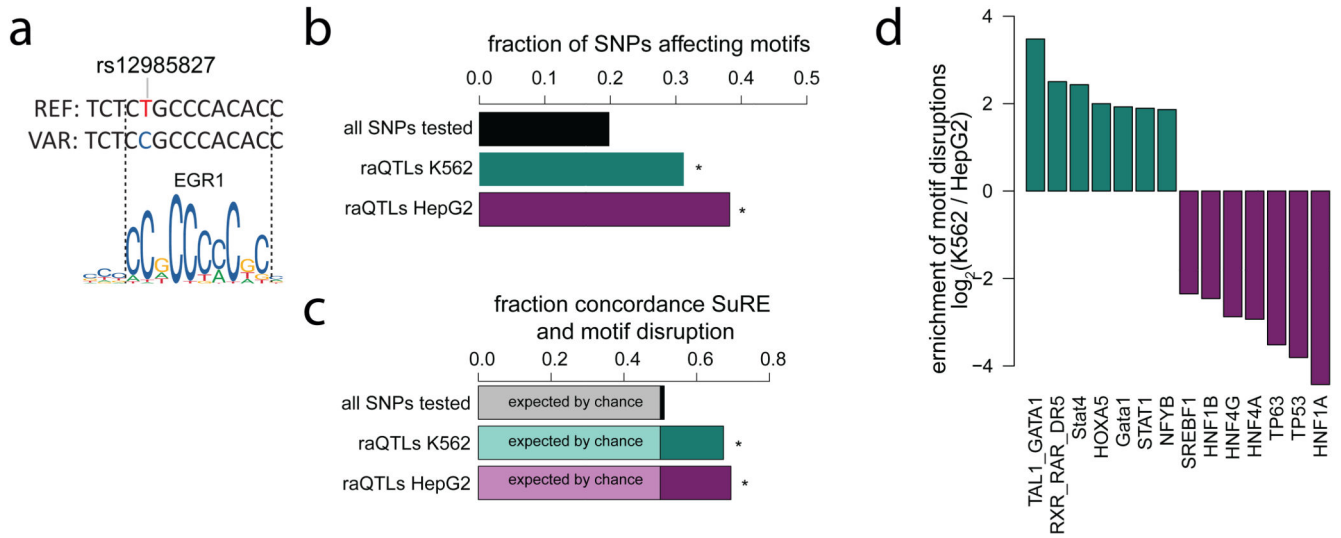 a
rs12985827
REF: TCTCTGCCCACACC
VAR: TCTCCGCCCACACC
EGR1
b
fraction of SNPs affecting motifs
0.0 0.1 0.2 0.3 0.4 0.5
all SNPs tested
raQTLs K562 *
raQTLs HepG2 *
c
fraction concordance SuRE
and motif disruption
0.0 0.2 0.4 0.6 0.8
all SNPs tested expected by chance
raQTLs K562 expected by chance *
raQTLs HepG2 expected by chance *
d
enrichment of motif disruptions
log2(K562 / HepG2)
4
2
0
−2
−4
TAL1_GATA1
RXR_RAR_DR5
Stat4
HOXA5
Gata1
STAT1
NFYB
SREBF1
HNF1B
HNF4G
HNF4A
TP63
TP53
HNF1A